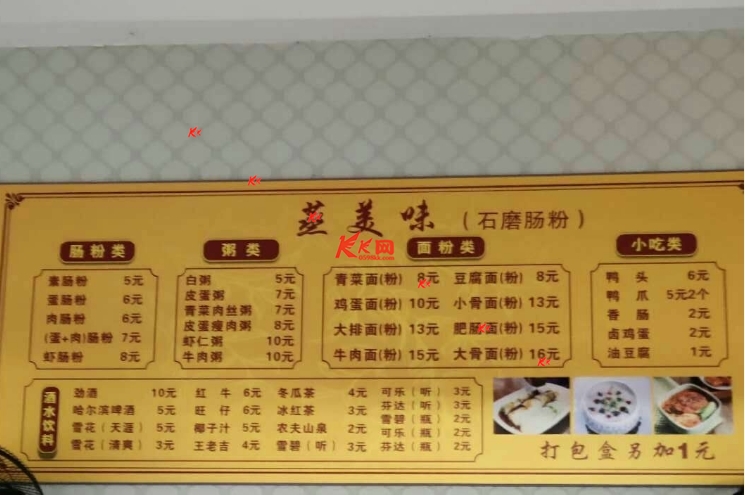 蒸美味（石磨肠粉）
肠粉类
素肠粉 5元
蛋肠粉 6元
肉肠粉 6元
(蛋+肉)肠粉 7元
虾肠粉 8元
粥类
白粥 5元
皮蛋粥 7元
青菜肉丝粥 7元
皮蛋瘦肉粥 8元
虾仁粥 10元
牛肉粥 10元
面粉类
青菜面(粉) 8元 豆腐面(粉) 8元
鸡蛋面(粉) 10元 小骨面(粉) 13元
大排面(粉) 13元 肥肠面(粉) 15元
牛肉面(粉) 15元 大骨面(粉) 16元
小吃类
鸭头 6元
鸭爪 5元2个
香肠 2元
卤鸡蛋 2元
油豆腐 1元
酒水饮料
劲酒 10元 红牛 6元 冬瓜茶 4元 可乐（听）3元
哈尔滨啤酒 5元 旺仔 6元 冰红茶 3元 芬达（听）3元
雪碧（瓶）2元
雪花（天涯）5元 椰子汁 5元 农夫山泉 2元 可乐（瓶）2元
雪花（清爽）3元 王老吉 4元 雪碧（听）3元 芬达（瓶）2元
打包盒另加1元
KK网